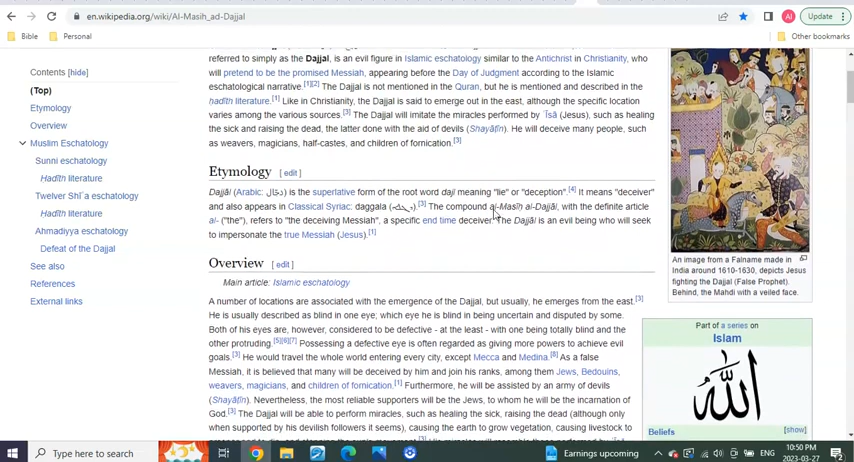 en.wikipedia.org/wiki/Al-Masih_ad-Dajjal
AI
Update
Bible
Personal
Other bookmarks
Contents [hide]
(Top)
Etymology
Overview
Muslim Eschatology
Sunni eschatology
Hadīth literature
Twelver Shīʿa eschatology
Hadīth literature
Ahmadiyya eschatology
Defeat of the Dajjal
See also
References
External links
referred to simply as the Dajjal, is an evil figure in Islamic eschatology similar to the Antichrist in Christianity, who
will pretend to be the promised Messiah, appearing before the Day of Judgment according to the Islamic
eschatological narrative.[1][2] The Dajjal is not mentioned in the Quran, but he is mentioned and described in the
ḥadīth literature.[1] Like in Christianity, the Dajjal is said to emerge out in the east, although the specific location
varies among the various sources.[3] The Dajjal will imitate the miracles performed by ʿĪsā (Jesus), such as healing
the sick and raising the dead, the latter done with the aid of devils (Shayāṭīn). He will deceive many people, such
as weavers, magicians, half-castes, and children of fornication.[3]
Etymology [ edit ]
Dajjāl (Arabic: دجّال) is the superlative form of the root word dajl meaning "lie" or "deception".[4] It means "deceiver"
and also appears in Classical Syriac: daggala .[3] The compound al-Masīḥ al-Dajjāl, with the definite article
al- ("the"), refers to "the deceiving Messiah", a specific end time deceiver. The Dajjāl is an evil being who will seek
to impersonate the true Messiah (Jesus).[1]
Overview [ edit ]
Main article: Islamic eschatology
A number of locations are associated with the emergence of the Dajjal, but usually, he emerges from the east.[3]
He is usually described as blind in one eye; which eye he is blind in being uncertain and disputed by some.
Both of his eyes are, however, considered to be defective - at the least - with one being totally blind and the
other protruding.[5][6][7] Possessing a defective eye is often regarded as giving more powers to achieve evil
goals.[3] He would travel the whole world entering every city, except Mecca and Medina.[8] As a false
Messiah, it is believed that many will be deceived by him and join his ranks, among them Jews, Bedouins,
weavers, magicians, and children of fornication.[1] Furthermore, he will be assisted by an army of devils
(Shayāṭīn). Nevertheless, the most reliable supporters will be the Jews, to whom he will be the incarnation of
God.[3] The Dajjal will be able to perform miracles, such as healing the sick, raising the dead (although only
when supported by his devilish followers it seems), causing the earth to grow vegetation, causing livestock to
An image from a Falname made in
India around 1610-1630, depicts Jesus
fighting the Dajjal (False Prophet).
Behind, the Mahdi with a veiled face.
Part of a series on
Islam
الله
Beliefs [show]
Type here to search
Earnings upcoming
ENG
10:50 PM
2023-03-27